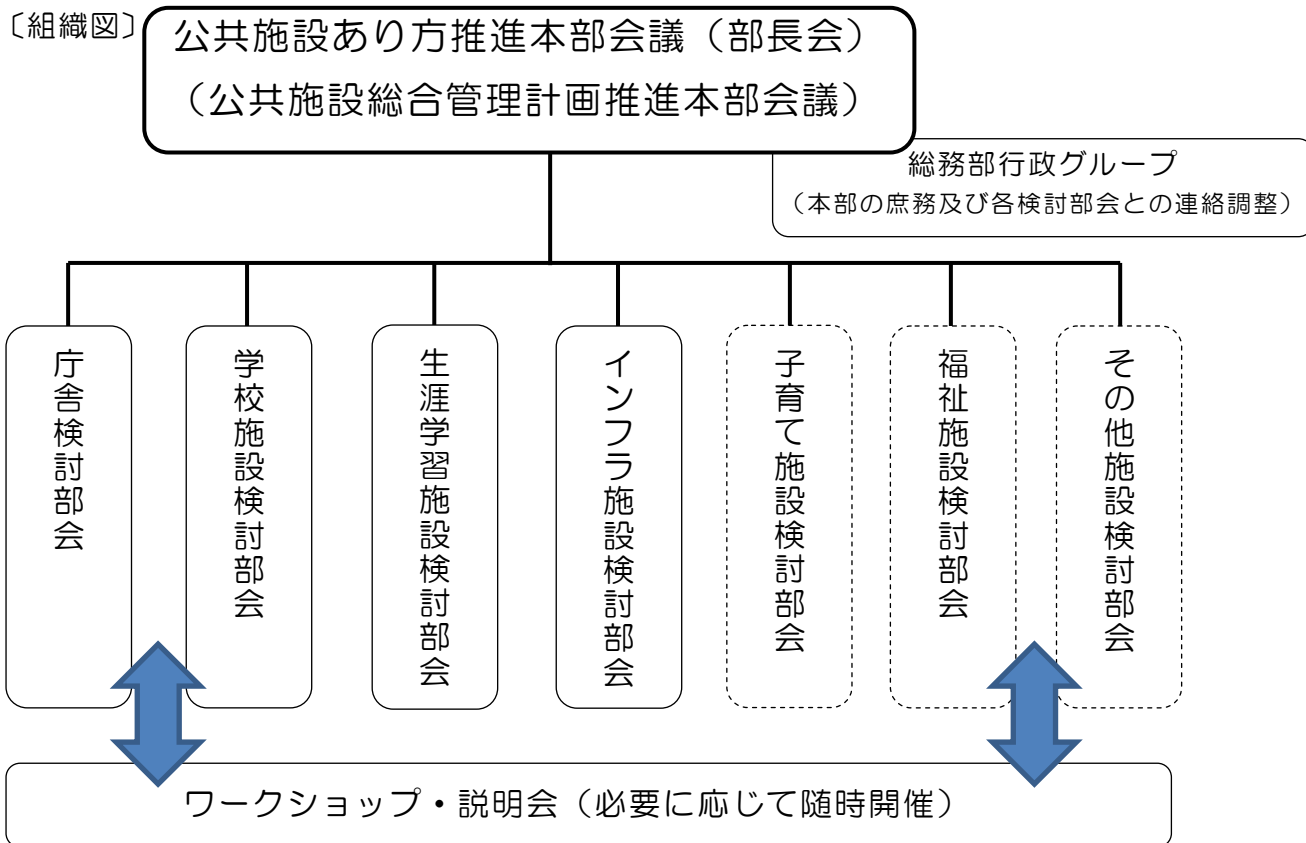 〔組織図〕
公共施設あり方推進本部会議（部長会）
（公共施設総合管理計画推進本部会議）
総務部行政グループ
（本部の庶務及び各検討部会との連絡調整）
庁舎検討部会
学校施設検討部会
生涯学習施設検討部会
インフラ施設検討部会
子育て施設検討部会
福祉施設検討部会
その他施設検討部会
ワークショップ・説明会（必要に応じて随時開催）